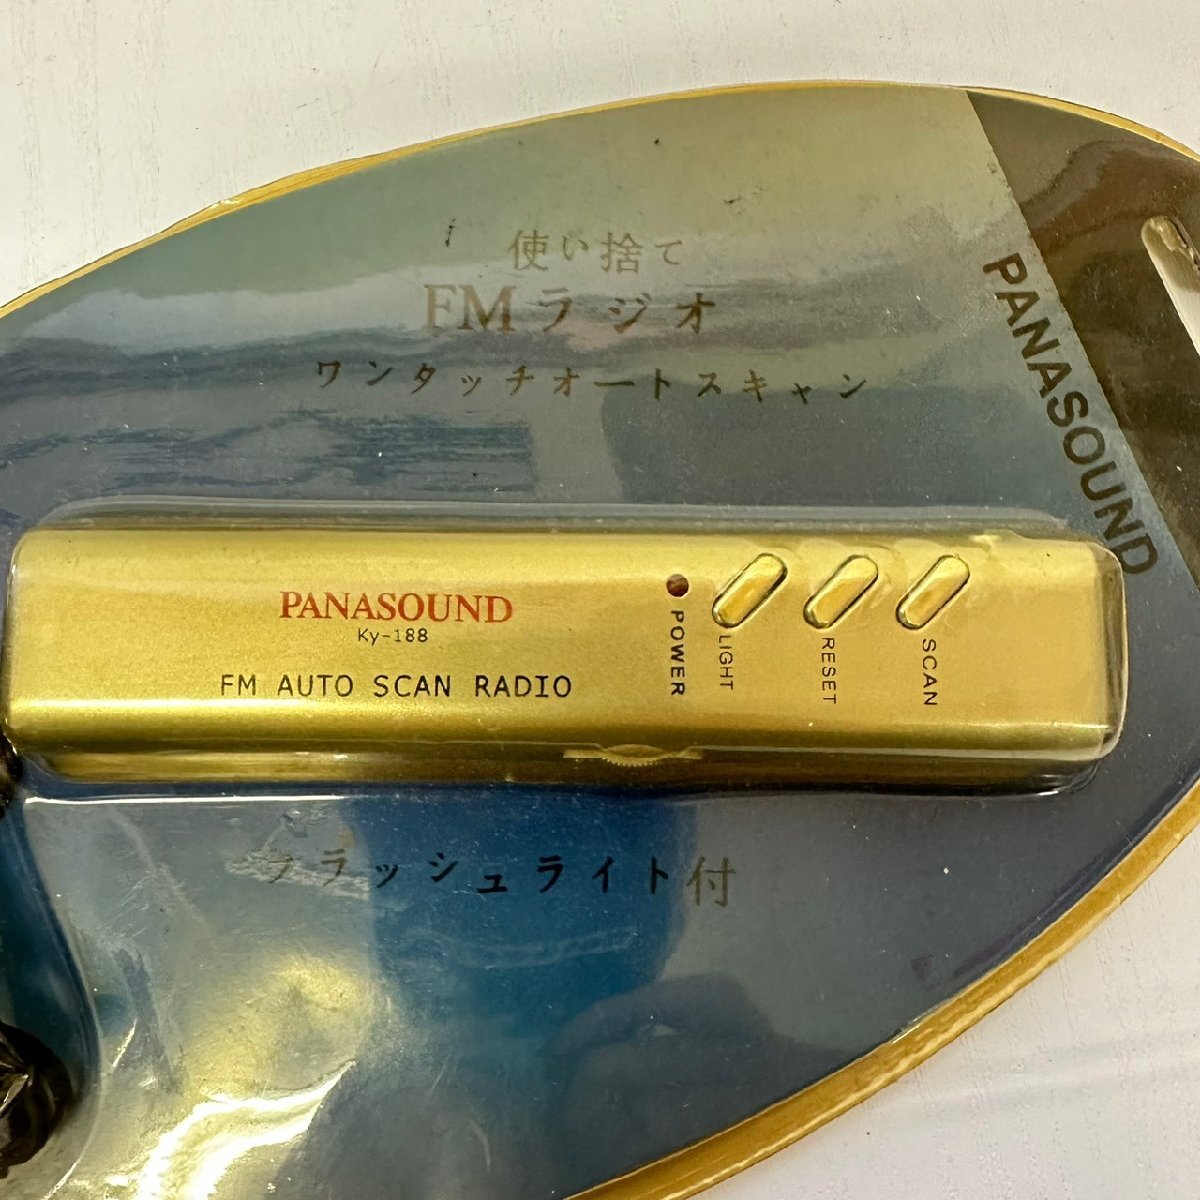 使い捨て
FMラジオ
ワンタッチオートスキャン
PANASOUND
PANASOUND
Ky-188
FM AUTO SCAN RADIO
POWER
LIGHT
RESET
SCAN
フラッシュライト付